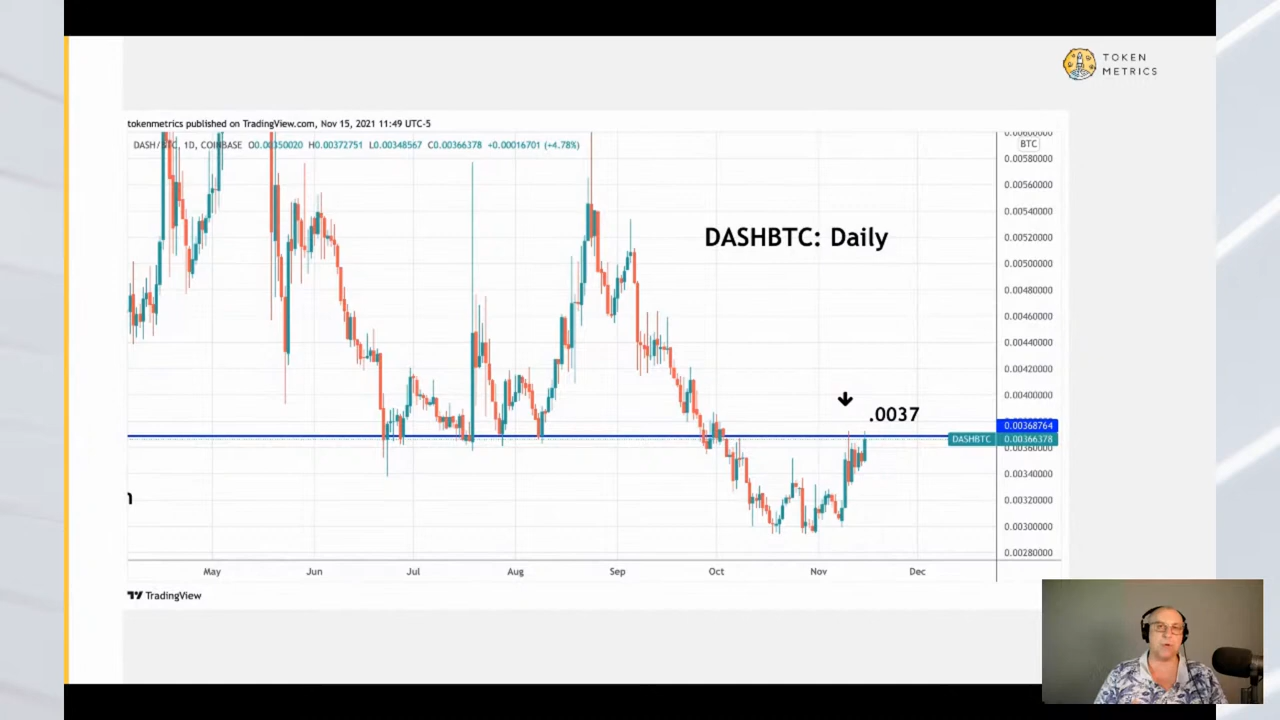 TOKEN
METRICS
tokenmetrics published on TradingView.com, Nov 15, 2021 11:49 UTC-5
DASH/BTC, 1D, COINBASE O0.00350020 H0.00372751 L0.00348567 C0.00366378 +0.00016701 (+4.78%)
0.00600000
BTC
0.00580000
0.00560000
0.00540000
DASHBTC: Daily
0.00520000
0.00500000
0.00480000
0.00460000
0.00440000
0.00420000
0.00400000
.0037
0.00368764
DASHBTC 0.00366378
0.00360000
0.00340000
0.00320000
0.00300000
0.00280000
May Jun Jul Aug Sep Oct Nov Dec
TradingView